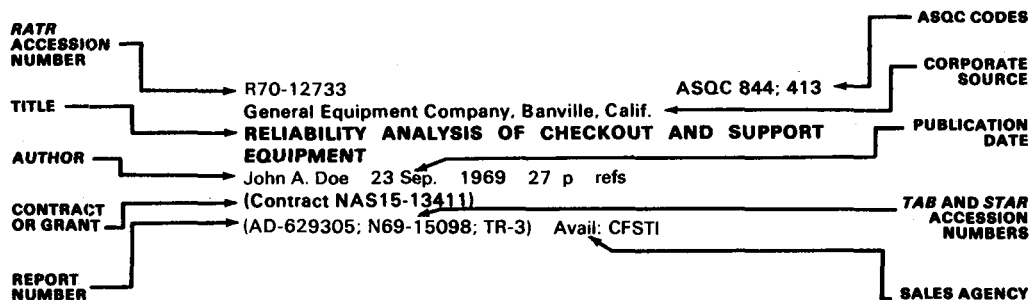 RATR
ACCESSION
NUMBER
TITLE
AUTHOR
CONTRACT
OR GRANT
REPORT
NUMBER
R70-12733 ASQC 844; 413
General Equipment Company, Banville, Calif.
RELIABILITY ANALYSIS OF CHECKOUT AND SUPPORT
EQUIPMENT
John A. Doe 23 Sep. 1969 27 p refs
(Contract NAS15-13411)
(AD-629305; N69-15098; TR-3) Avail: CFSTI
ASQC CODES
CORPORATE
SOURCE
PUBLICATION
DATE
TAB AND STAR
ACCESSION
NUMBERS
SALES AGENCY